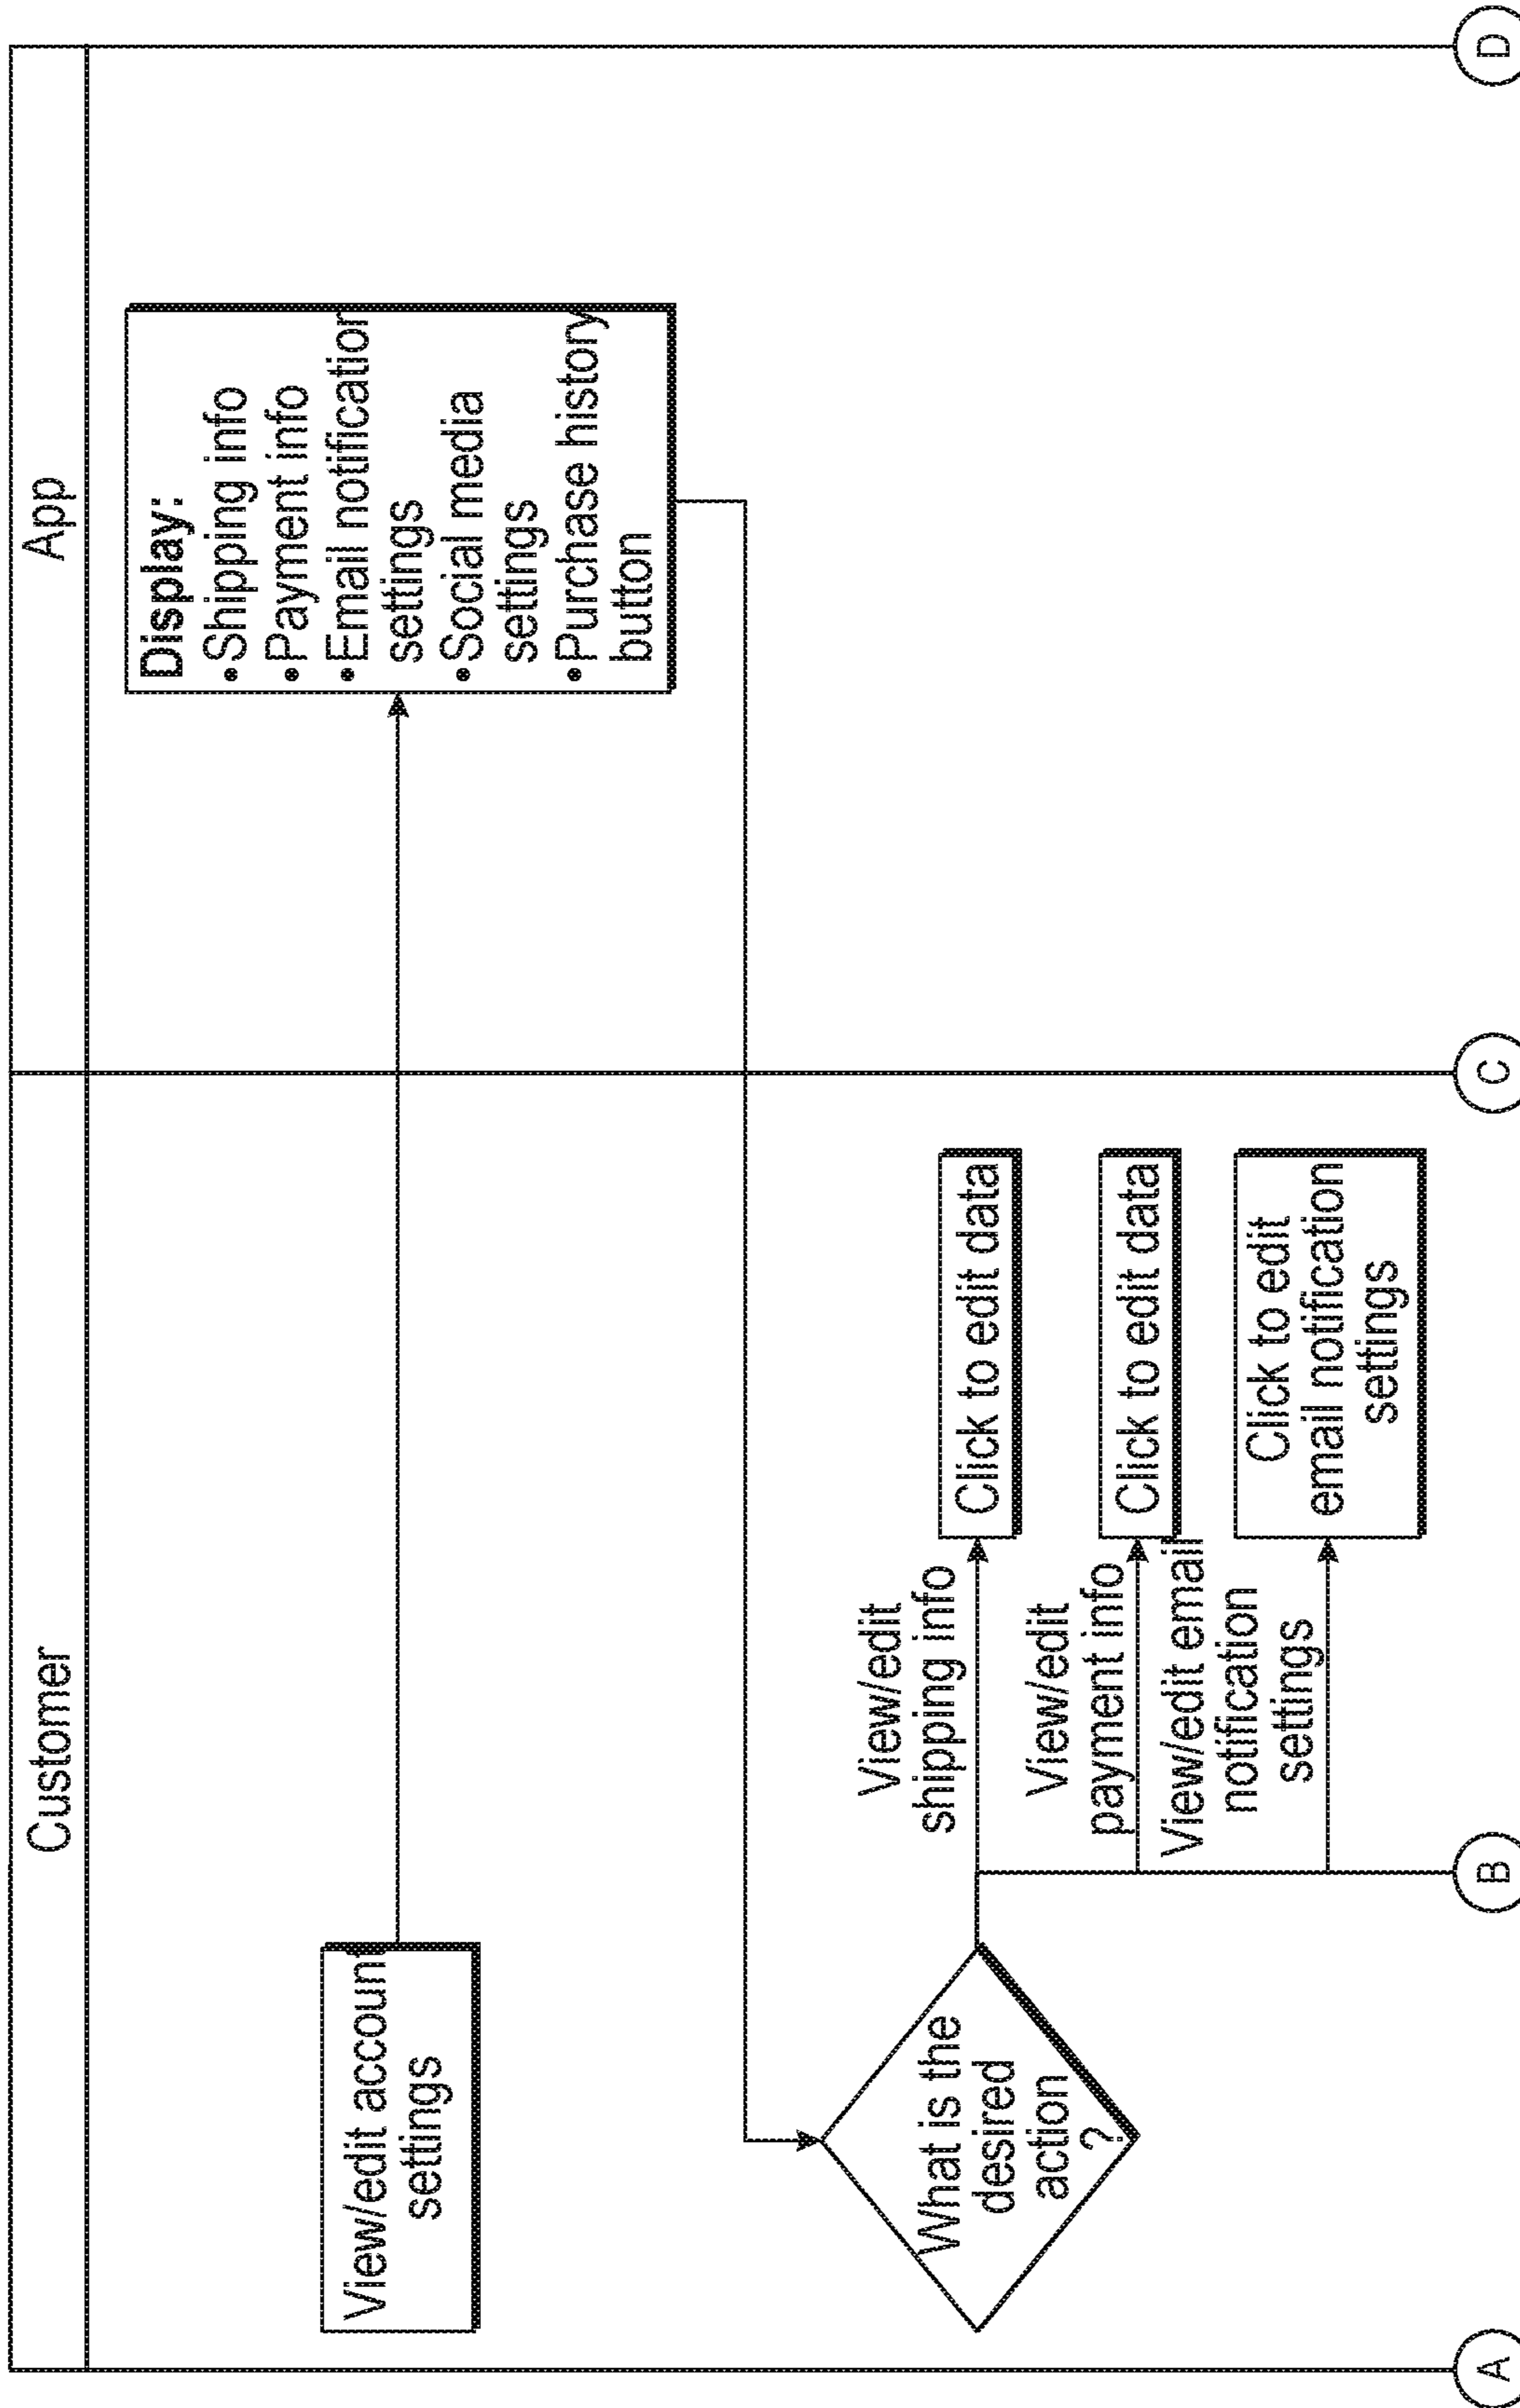 Customer
App
View/edit account
settings
Display:
•Shipping info
•Payment info
•Email notification
settings
•Social media
settings
•Purchase history
button
What is the
desired
action
?
View/edit
shipping info
Click to edit data
View/edit
payment info
Click to edit data
View/edit email
notification
settings
Click to edit
email notification
settings
A
B
C
D